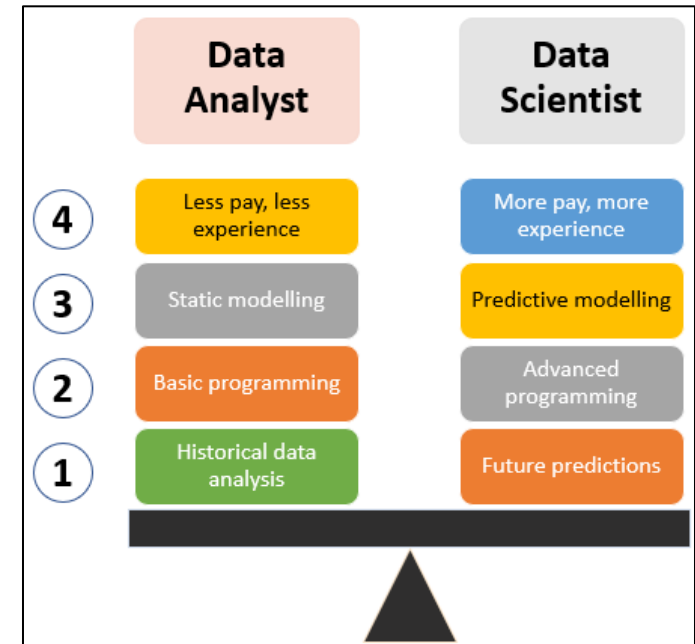 Data
Analyst
Data
Scientist
4
Less pay, less
experience
More pay, more
experience
3
Static modelling
Predictive modelling
2
Basic programming
Advanced
programming
1
Historical data
analysis
Future predictions